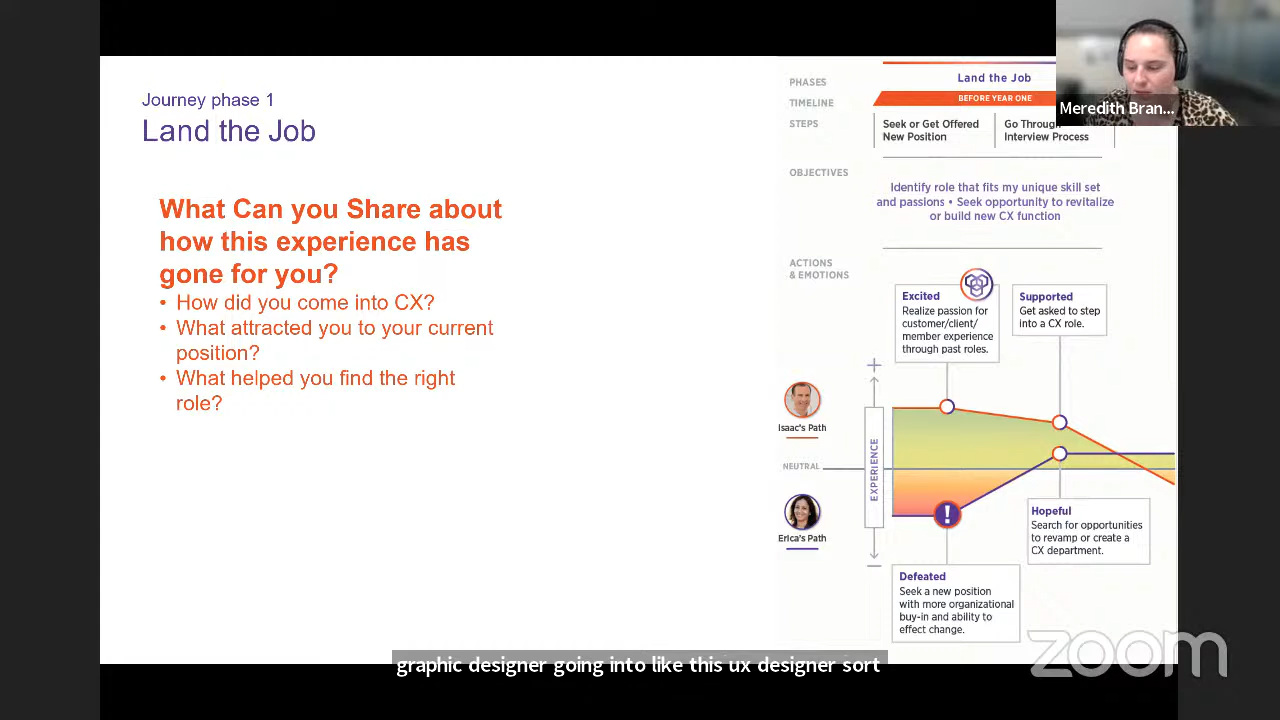 Journey phase 1
Land the Job
What Can you Share about
how this experience has
gone for you?
• How did you come into CX?
• What attracted you to your current
position?
• What helped you find the right
role?
PHASES
Land the Job
TIMELINE
BEFORE YEAR ONE
STEPS
Seek or Get Offered
New Position
Go Through
Interview Process
OBJECTIVES
Identify role that fits my unique skill set
and passions • Seek opportunity to revitalize
or build new CX function
ACTIONS
& EMOTIONS
Excited
Realize passion for
customer/client/
member experience
through past roles.
Supported
Get asked to step
into a CX role.
+
Isaac's Path
NEUTRAL
EXPERIENCE
Erica's Path
–
!
Hopeful
Search for opportunities
to revamp or create a
CX department.
Defeated
Seek a new position
with more organizational
buy-in and ability to
effect change.
Meredith Bran...
graphic designer going into like this ux designer sort
zoom